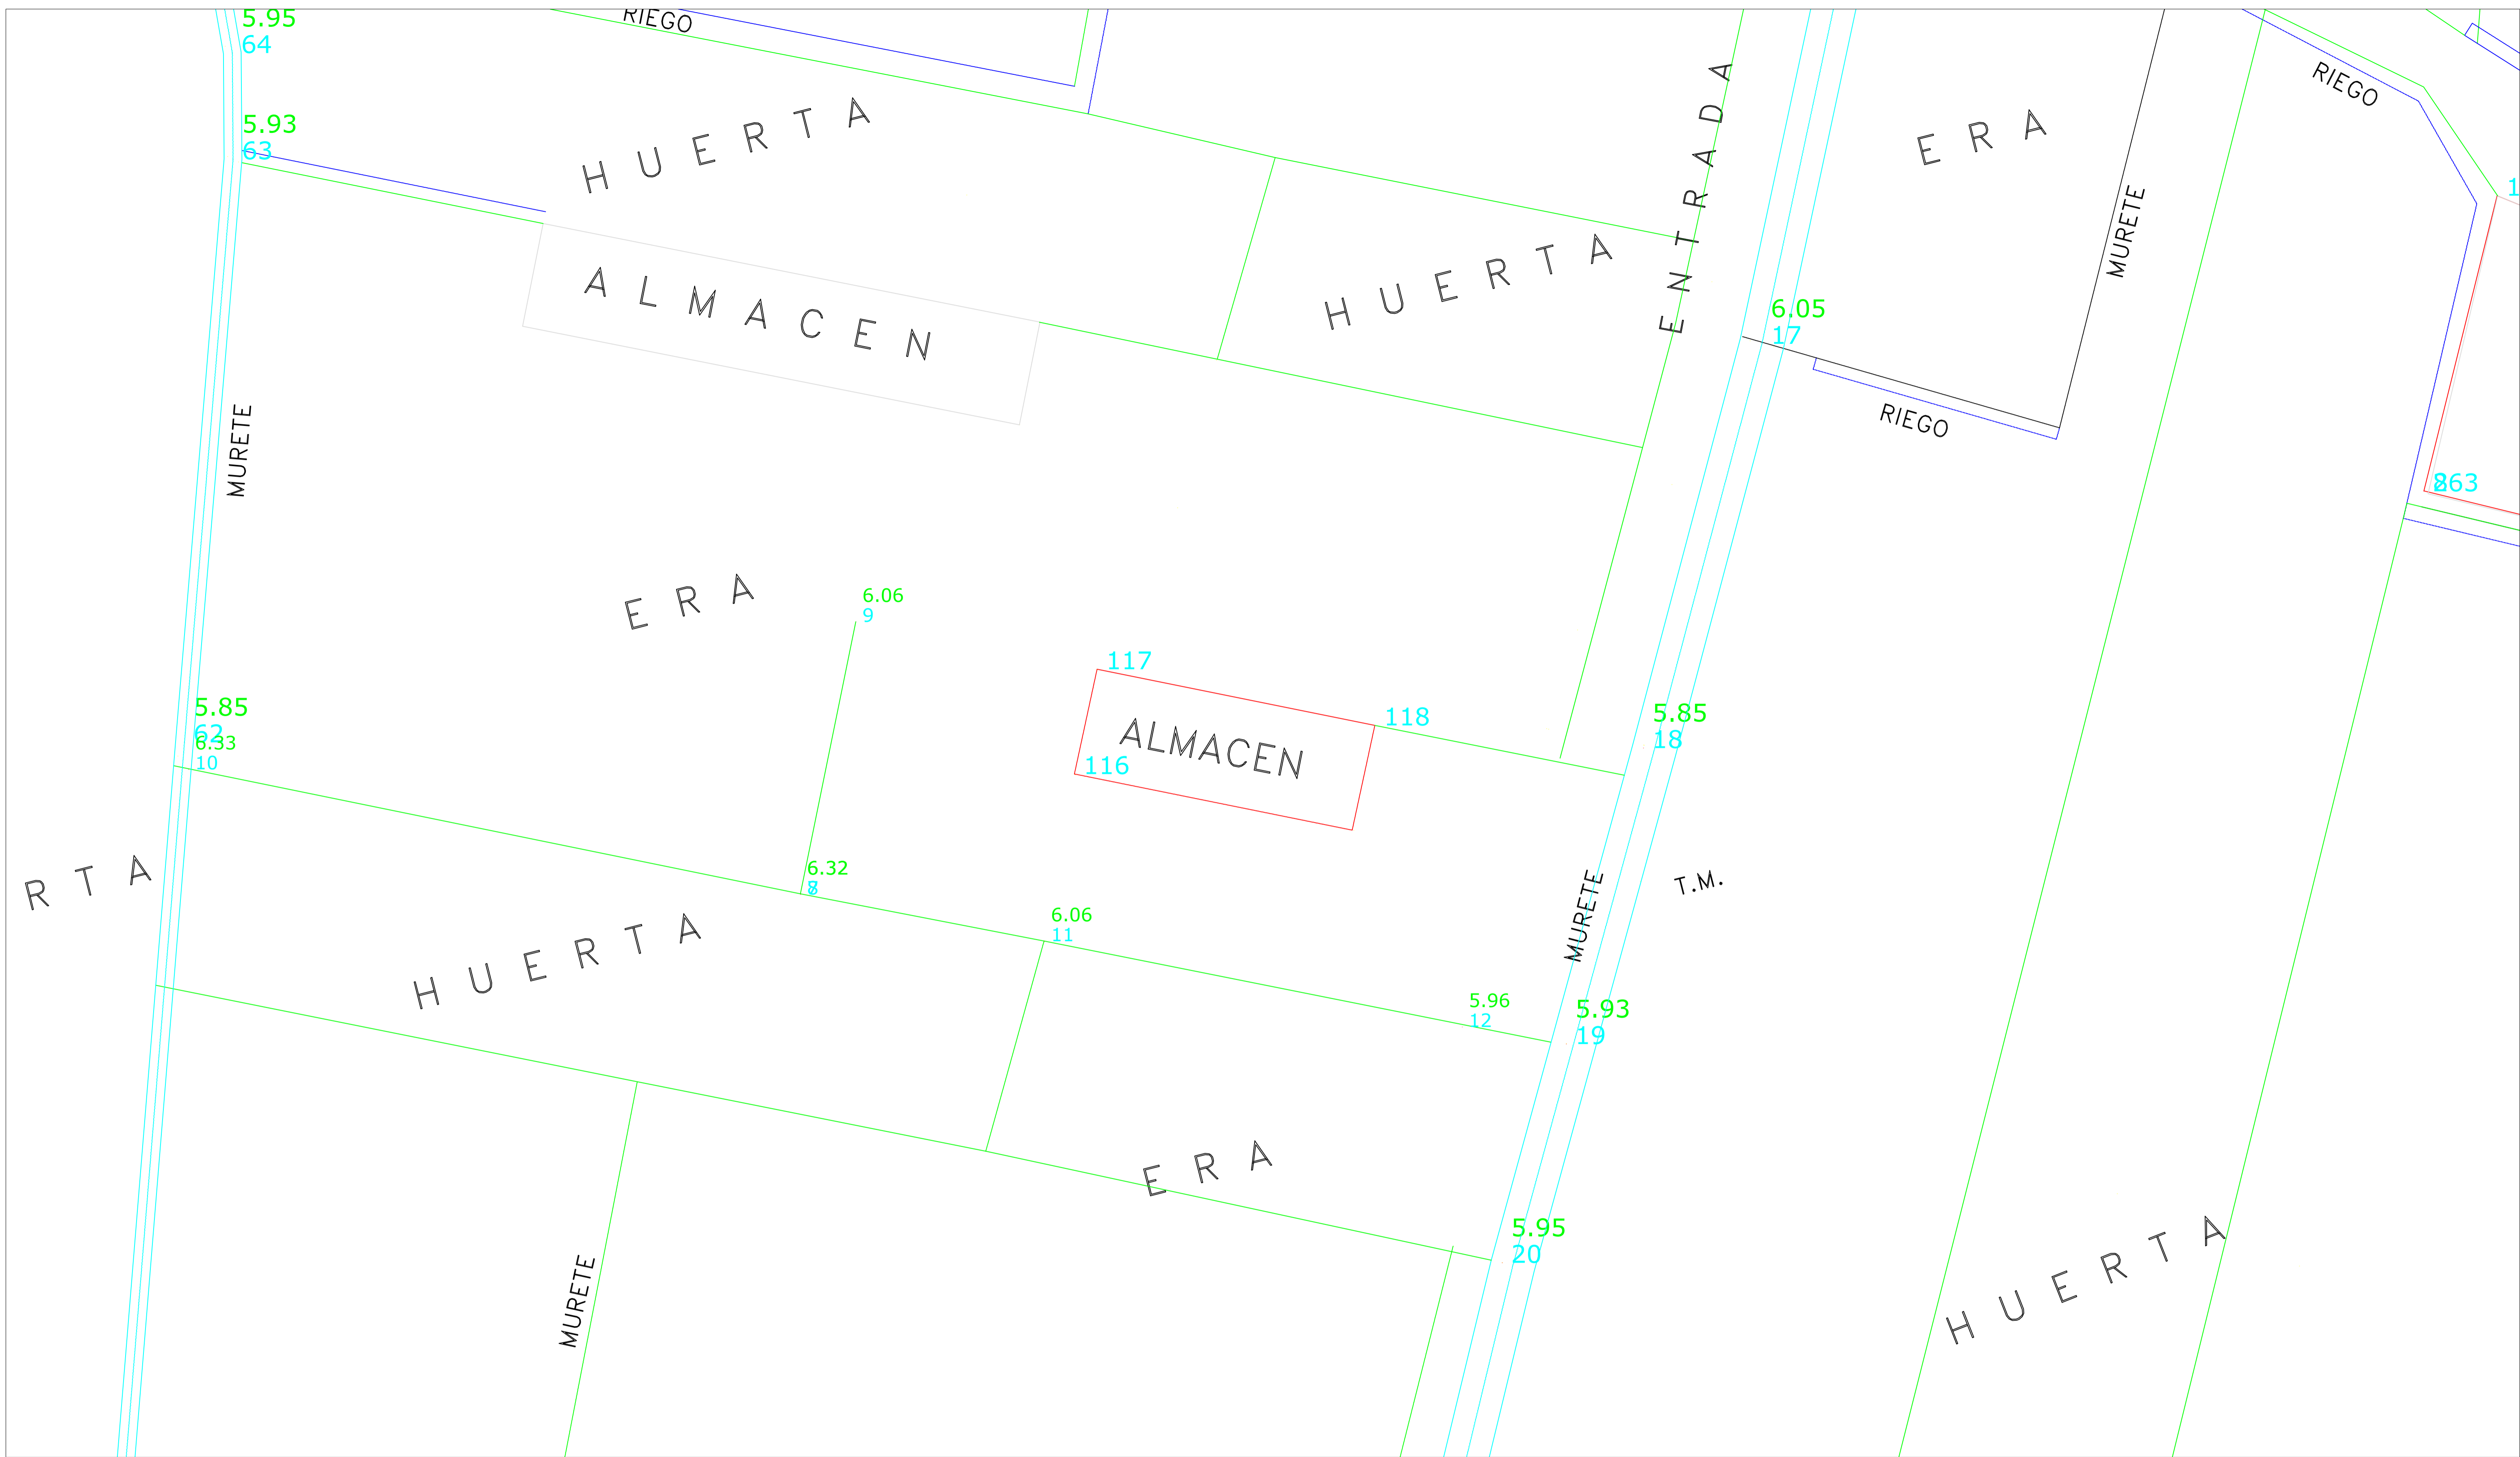 5.95
64
RIEGO
5.93
63
HUERTA
ENTRADA
ERA
RIEGO
MURETE
ALMACEN
HUERTA
6.05
17
RIEGO
MURETE
263
ERA
6.06
9
117
118
ALMACEN
116
5.85
62
6.33
10
5.85
18
RTA
6.32
8
HUERTA
6.06
11
MURETE
T.M.
5.96
12
5.93
19
ERA
5.95
20
MURETE
HUERTA